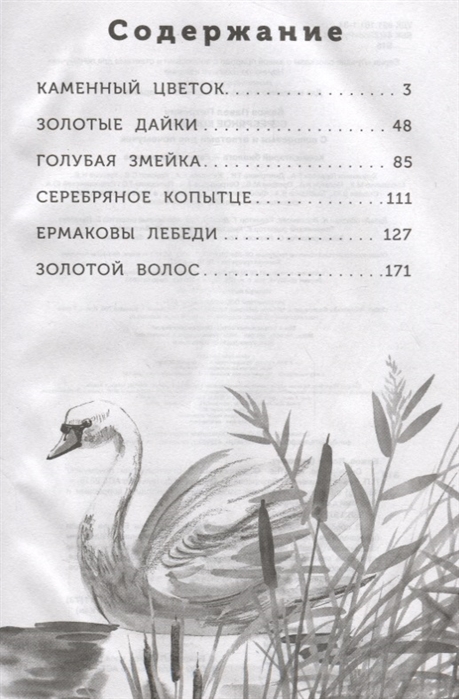 Содержание
КАМЕННЫЙ ЦВЕТОК. . . . . . . . . . . . . . . . . . 3
ЗОЛОТЫЕ ДАЙКИ . . . . . . . . . . . . . . . . . . . 48
ГОЛУБАЯ ЗМЕЙКА. . . . . . . . . . . . . . . . . . . 85
СЕРЕБРЯНОЕ КОПЫТЦЕ . . . . . . . . . . . . . 111
ЕРМАКОВЫ ЛЕБЕДИ . . . . . . . . . . . . . . . . 127
ЗОЛОТОЙ ВОЛОС. . . . . . . . . . . . . . . . . . 171